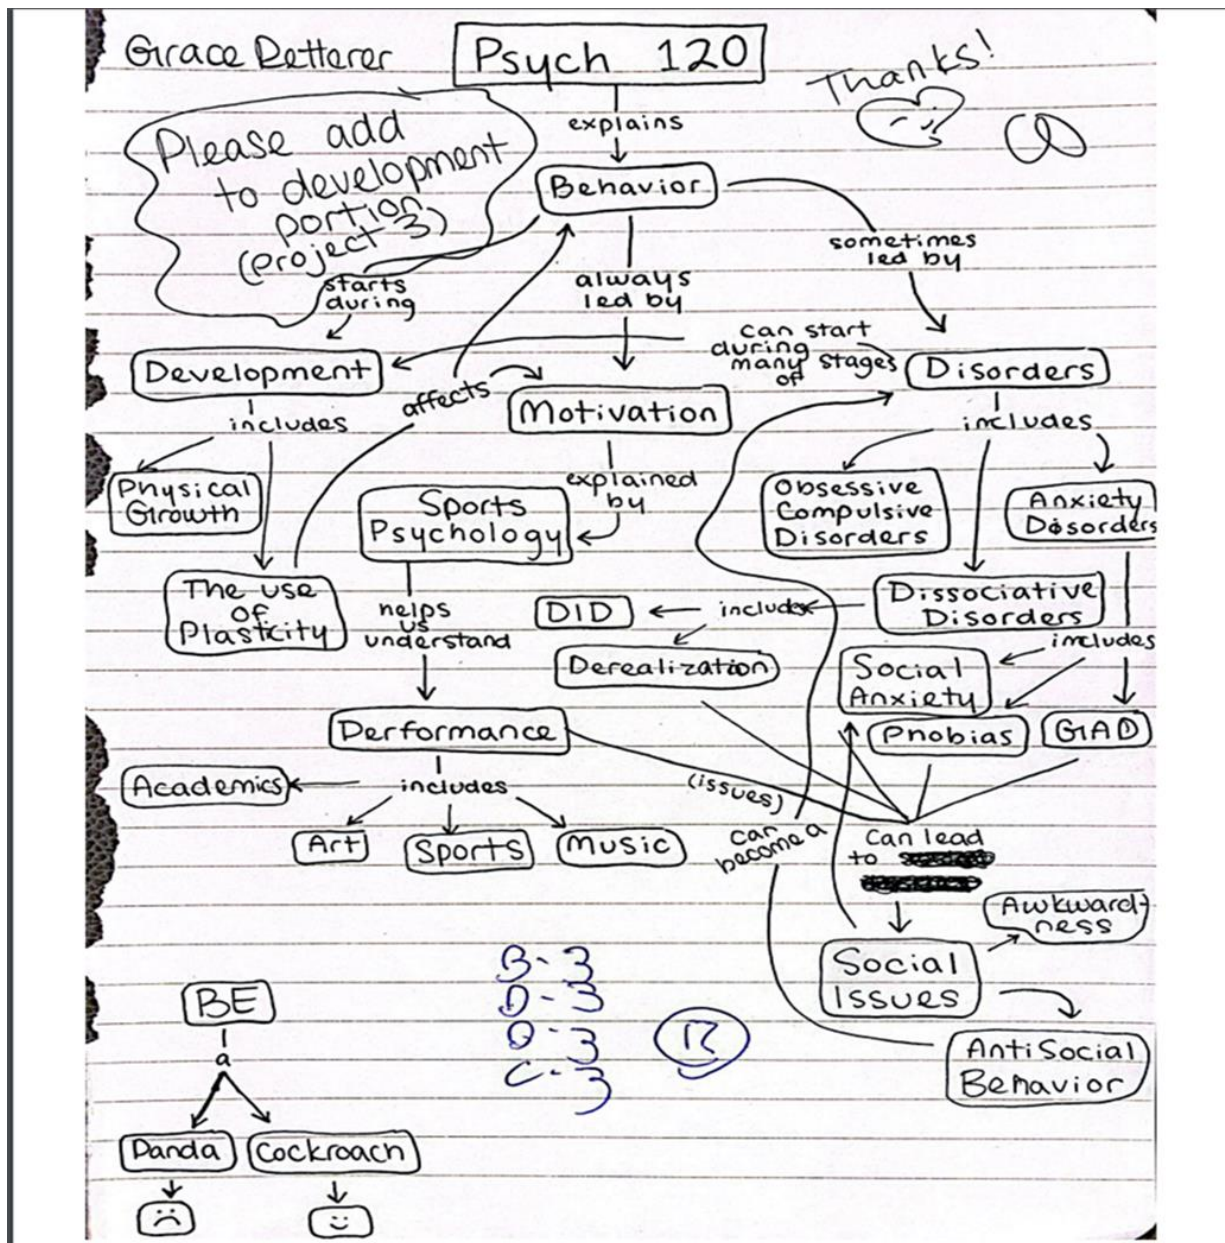 Grace Retterer
Psych 120
Thanks!
explains
Please add
to development
portion
(project 3)
Behavior
sometimes
led by
starts
during
always
led by
can start
during
many stages
of
Development
Disorders
affects
Motivation
includes
includes
explained
by
Physical
Growth
Sports
Psychology
Obsessive
Compulsive
Disorders
Anxiety
Disorders
The use
of
Plasticity
helps
us
understand
DID
includes
Dissociative
Disorders
includes
Derealization
Social
Anxiety
Performance
Phobias
GAD
Academics
includes
(issues)
can
become a
Can lead
to
Art
Sports
Music
Awkward-
ness
Social
Issues
B-3
D-3
Q-3
C-3
12
BE
a
AntiSocial
Behavior
Panda
Cockroach